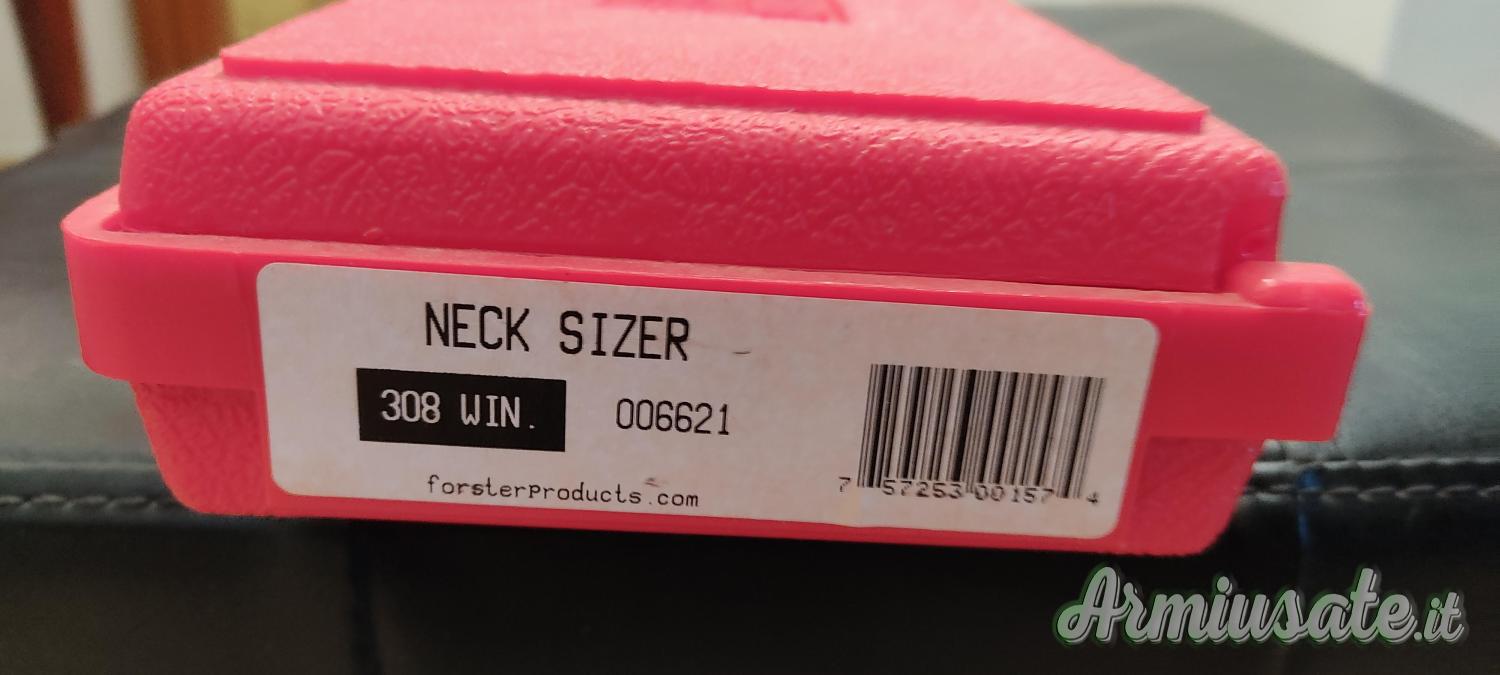 NECK SIZER
308 WIN. 006621
forsterProducts.com
7 57253 00157 4
Armiusate.it